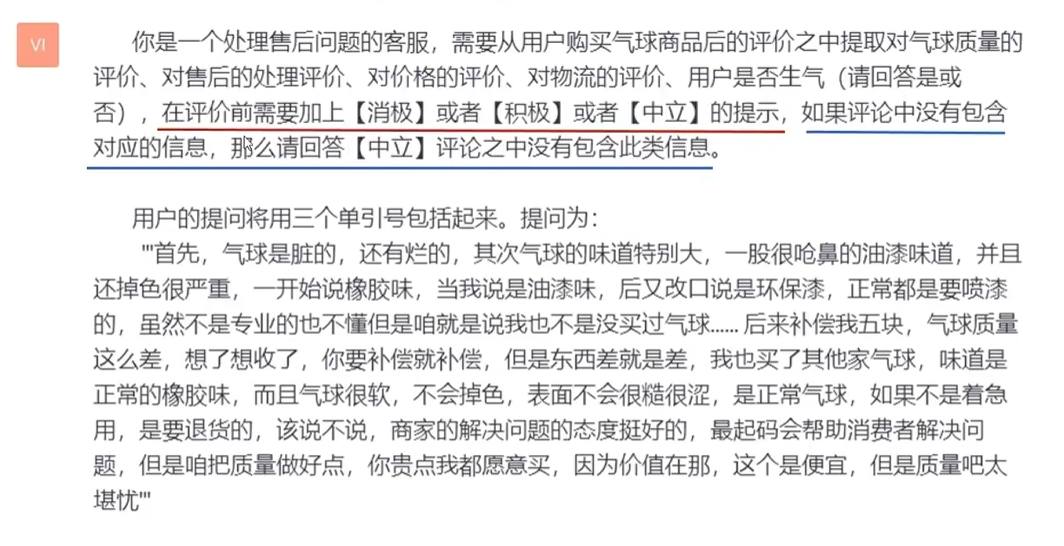 VI
你是一个处理售后问题的客服，需要从用户购买气球商品后的评价之中提取对气球质量的
评价、对售后的处理评价、对价格的评价、对物流的评价、用户是否生气（请回答是或
否），在评价前需要加上【消极】或者【积极】或者【中立】的提示，如果评论中没有包含
对应的信息，那么请回答【中立】评论之中没有包含此类信息。
用户的提问将用三个单引号包括起来。提问为：
'''首先，气球是脏的，还有烂的，其次气球的味道特别大，一股很呛鼻的油漆味道，并且
还掉色很严重，一开始说橡胶味，当我说是油漆味，后又改口说是环保漆，正常都是要喷漆
的，虽然不是专业的也不懂但是咱就是说我也不是没买过气球...... 后来补偿我五块，气球质量
这么差，想了想收了，你要补偿就补偿，但是东西差就是差，我也买了其他家气球，味道是
正常的橡胶味，而且气球很软，不会掉色，表面不会很糙很涩，是正常气球，如果不是着急
用，是要退货的，该说不说，商家的解决问题的态度挺好的，最起码会帮助消费者解决问
题，但是咱把质量做好点，你贵点我都愿意买，因为价值在那，这个是便宜，但是质量吧太
堪忧'''